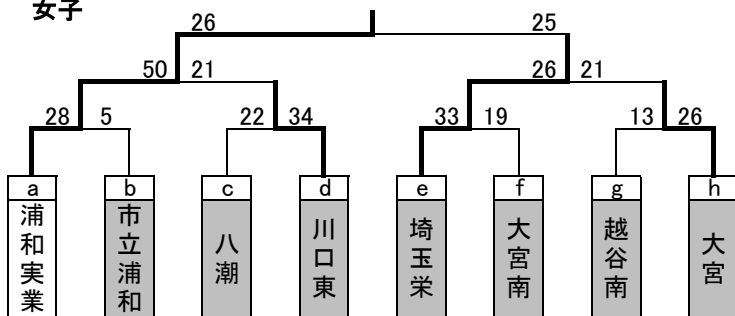 女子
26 25
50 21 26 21
28 5 22 34 33 19 13 26
a b c d e f g h
浦和実業
市立浦和
八潮
川口東
埼玉栄
大宮南
越谷南
大宮